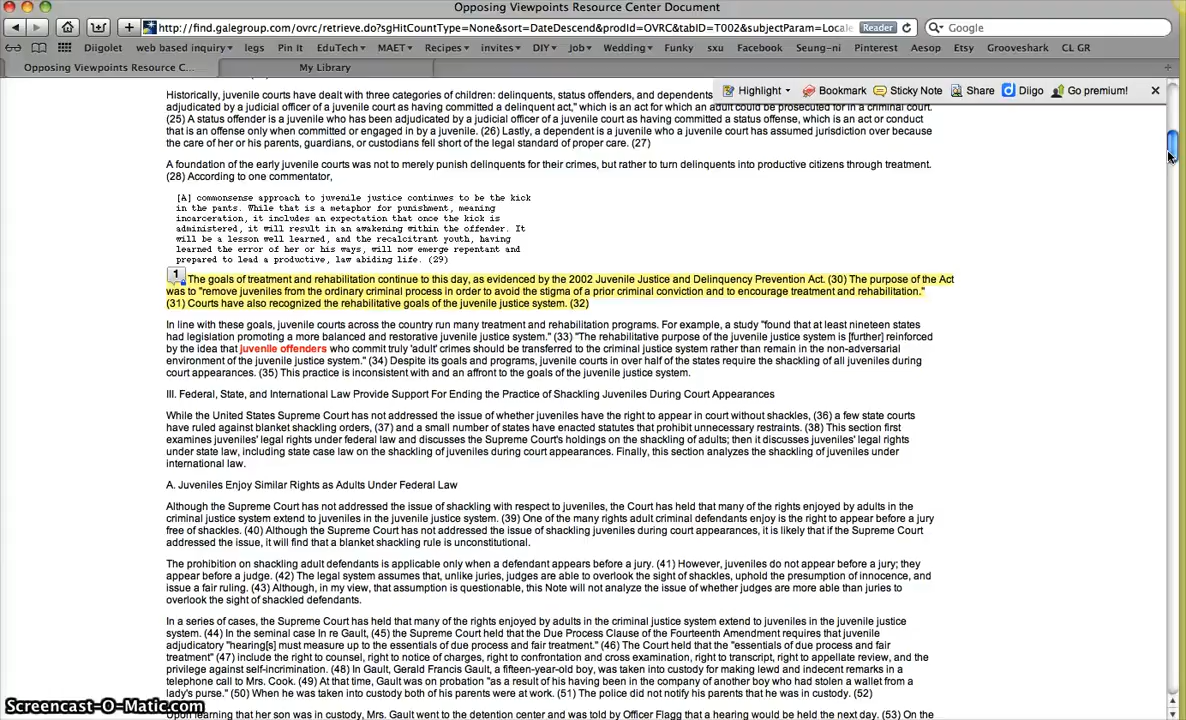 Opposing Viewpoints Resource Center Document
http://find.galegroup.com/ovrc/retrieve.do?sgHitCountType=None&sort=DateDescend&prodId=OVRC&tabID=T002&subjectParam=Locale Reader Google
Diigolet web based inquiry legs Pin It EduTech MAET Recipes invites DIY Job Wedding Funky sxu Facebook Seung-ni Pinterest Aesop Etsy Grooveshark CL GR
Opposing Viewpoints Resource C... My Library
Highlight Bookmark Sticky Note Share Diigo Go premium!
Historically, juvenile courts have dealt with three categories of children: delinquents, status offenders, and dependents
adjudicated by a judicial officer of a juvenile court as having committed a delinquent act," which is an act for which an adult could be prosecuted for in a criminal court.
(25) A status offender is a juvenile who has been adjudicated by a judicial officer of a juvenile court as having committed a status offense, which is an act or conduct
that is an offense only when committed or engaged in by a juvenile. (26) Lastly, a dependent is a juvenile who a juvenile court has assumed jurisdiction over because
the care of her or his parents, guardians, or custodians fell short of the legal standard of proper care. (27)
A foundation of the early juvenile courts was not to merely punish delinquents for their crimes, but rather to turn delinquents into productive citizens through treatment.
(28) According to one commentator,
[A] commonsense approach to juvenile justice continues to be the kick
in the pants. While that is a metaphor for punishment, meaning
incarceration, it includes an expectation that once the kick is
administered, it will result in an awakening within the offender. It
will be a lesson well learned, and the recalcitrant youth, having
learned the error of her or his ways, will now emerge repentant and
prepared to lead a productive, law abiding life. (29)
1 The goals of treatment and rehabilitation continue to this day, as evidenced by the 2002 Juvenile Justice and Delinquency Prevention Act. (30) The purpose of the Act
was to "remove juveniles from the ordinary criminal process in order to avoid the stigma of a prior criminal conviction and to encourage treatment and rehabilitation."
(31) Courts have also recognized the rehabilitative goals of the juvenile justice system. (32)
In line with these goals, juvenile courts across the country run many treatment and rehabilitation programs. For example, a study "found that at least nineteen states
had legislation promoting a more balanced and restorative juvenile justice system." (33) "The rehabilitative purpose of the juvenile justice system is [further] reinforced
by the idea that juvenile offenders who commit truly 'adult' crimes should be transferred to the criminal justice system rather than remain in the non-adversarial
environment of the juvenile justice system." (34) Despite its goals and programs, juvenile courts in over half of the states require the shackling of all juveniles during
court appearances. (35) This practice is inconsistent with and an affront to the goals of the juvenile justice system.
III. Federal, State, and International Law Provide Support For Ending the Practice of Shackling Juveniles During Court Appearances
While the United States Supreme Court has not addressed the issue of whether juveniles have the right to appear in court without shackles, (36) a few state courts
have ruled against blanket shackling orders, (37) and a small number of states have enacted statutes that prohibit unnecessary restraints. (38) This section first
examines juveniles' legal rights under federal law and discusses the Supreme Court's holdings on the shackling of adults; then it discusses juveniles' legal rights
under state law, including state case law on the shackling of juveniles during court appearances. Finally, this section analyzes the shackling of juveniles under
international law.
A. Juveniles Enjoy Similar Rights as Adults Under Federal Law
Although the Supreme Court has not addressed the issue of shackling with respect to juveniles, the Court has held that many of the rights enjoyed by adults in the
criminal justice system extend to juveniles in the juvenile justice system. (39) One of the many rights adult criminal defendants enjoy is the right to appear before a jury
free of shackles. (40) Although the Supreme Court has not addressed the issue of shackling juveniles during court appearances, it is likely that if the Supreme Court
addressed the issue, it will find that a blanket shackling rule is unconstitutional.
The prohibition on shackling adult defendants is applicable only when a defendant appears before a jury. (41) However, juveniles do not appear before a jury; they
appear before a judge. (42) The legal system assumes that, unlike juries, judges are able to overlook the sight of shackles, uphold the presumption of innocence, and
issue a fair ruling. (43) Although, in my view, that assumption is questionable, this Note will not analyze the issue of whether judges are more able than juries to
overlook the sight of shackled defendants.
In a series of cases, the Supreme Court has held that many of the rights enjoyed by adults in the criminal justice system extend to juveniles in the juvenile justice
system. (44) In the seminal case In re Gault, (45) the Supreme Court held that the Due Process Clause of the Fourteenth Amendment requires that juvenile
adjudicatory "hearing[s] must measure up to the essentials of due process and fair treatment." (46) The Court held that the "essentials of due process and fair
treatment" (47) include the right to counsel, right to notice of charges, right to confrontation and cross examination, right to transcript, right to appellate review, and the
privilege against self-incrimination. (48) In Gault, Gerald Francis Gault, a fifteen-year-old boy, was taken into custody for making lewd and indecent remarks in a
telephone call to Mrs. Cook. (49) At that time, Gault was on probation "as a result of his having been in the company of another boy who had stolen a wallet from a
lady's purse." (50) When he was taken into custody both of his parents were at work. (51) The police did not notify his parents that he was in custody. (52)
Upon learning that her son was in custody, Mrs. Gault went to the detention center and was told by Officer Flagg that a hearing would be held the next day. (53) On the
Screencast-O-Matic.com